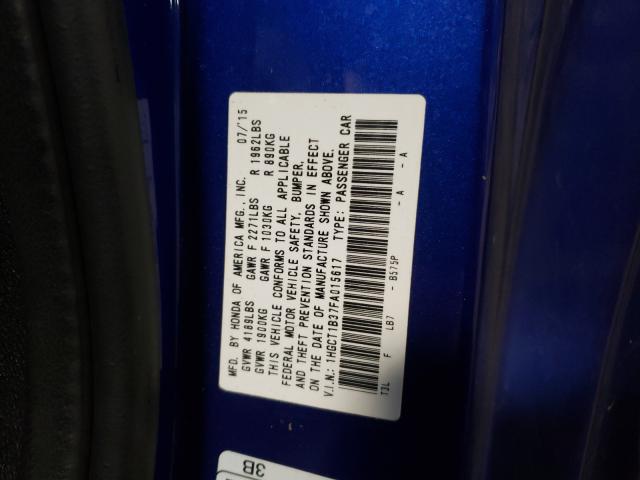 MFD. BY HONDA OF AMERICA MFG., INC. 07/'15
GVWR 4189LBS GAWR F 2271LBS R 1962LBS
GVWR 1900KG GAWR F 1030KG R 890KG
THIS VEHICLE CONFORMS TO ALL APPLICABLE
FEDERAL MOTOR VEHICLE SAFETY, BUMPER,
AND THEFT PREVENTION STANDARDS IN EFFECT
ON THE DATE OF MANUFACTURE SHOWN ABOVE.
V.I.N.: 1HGCT1B37FA015617 TYPE: PASSENGER CAR
T3L F LB7 - B575P - A - A
3B